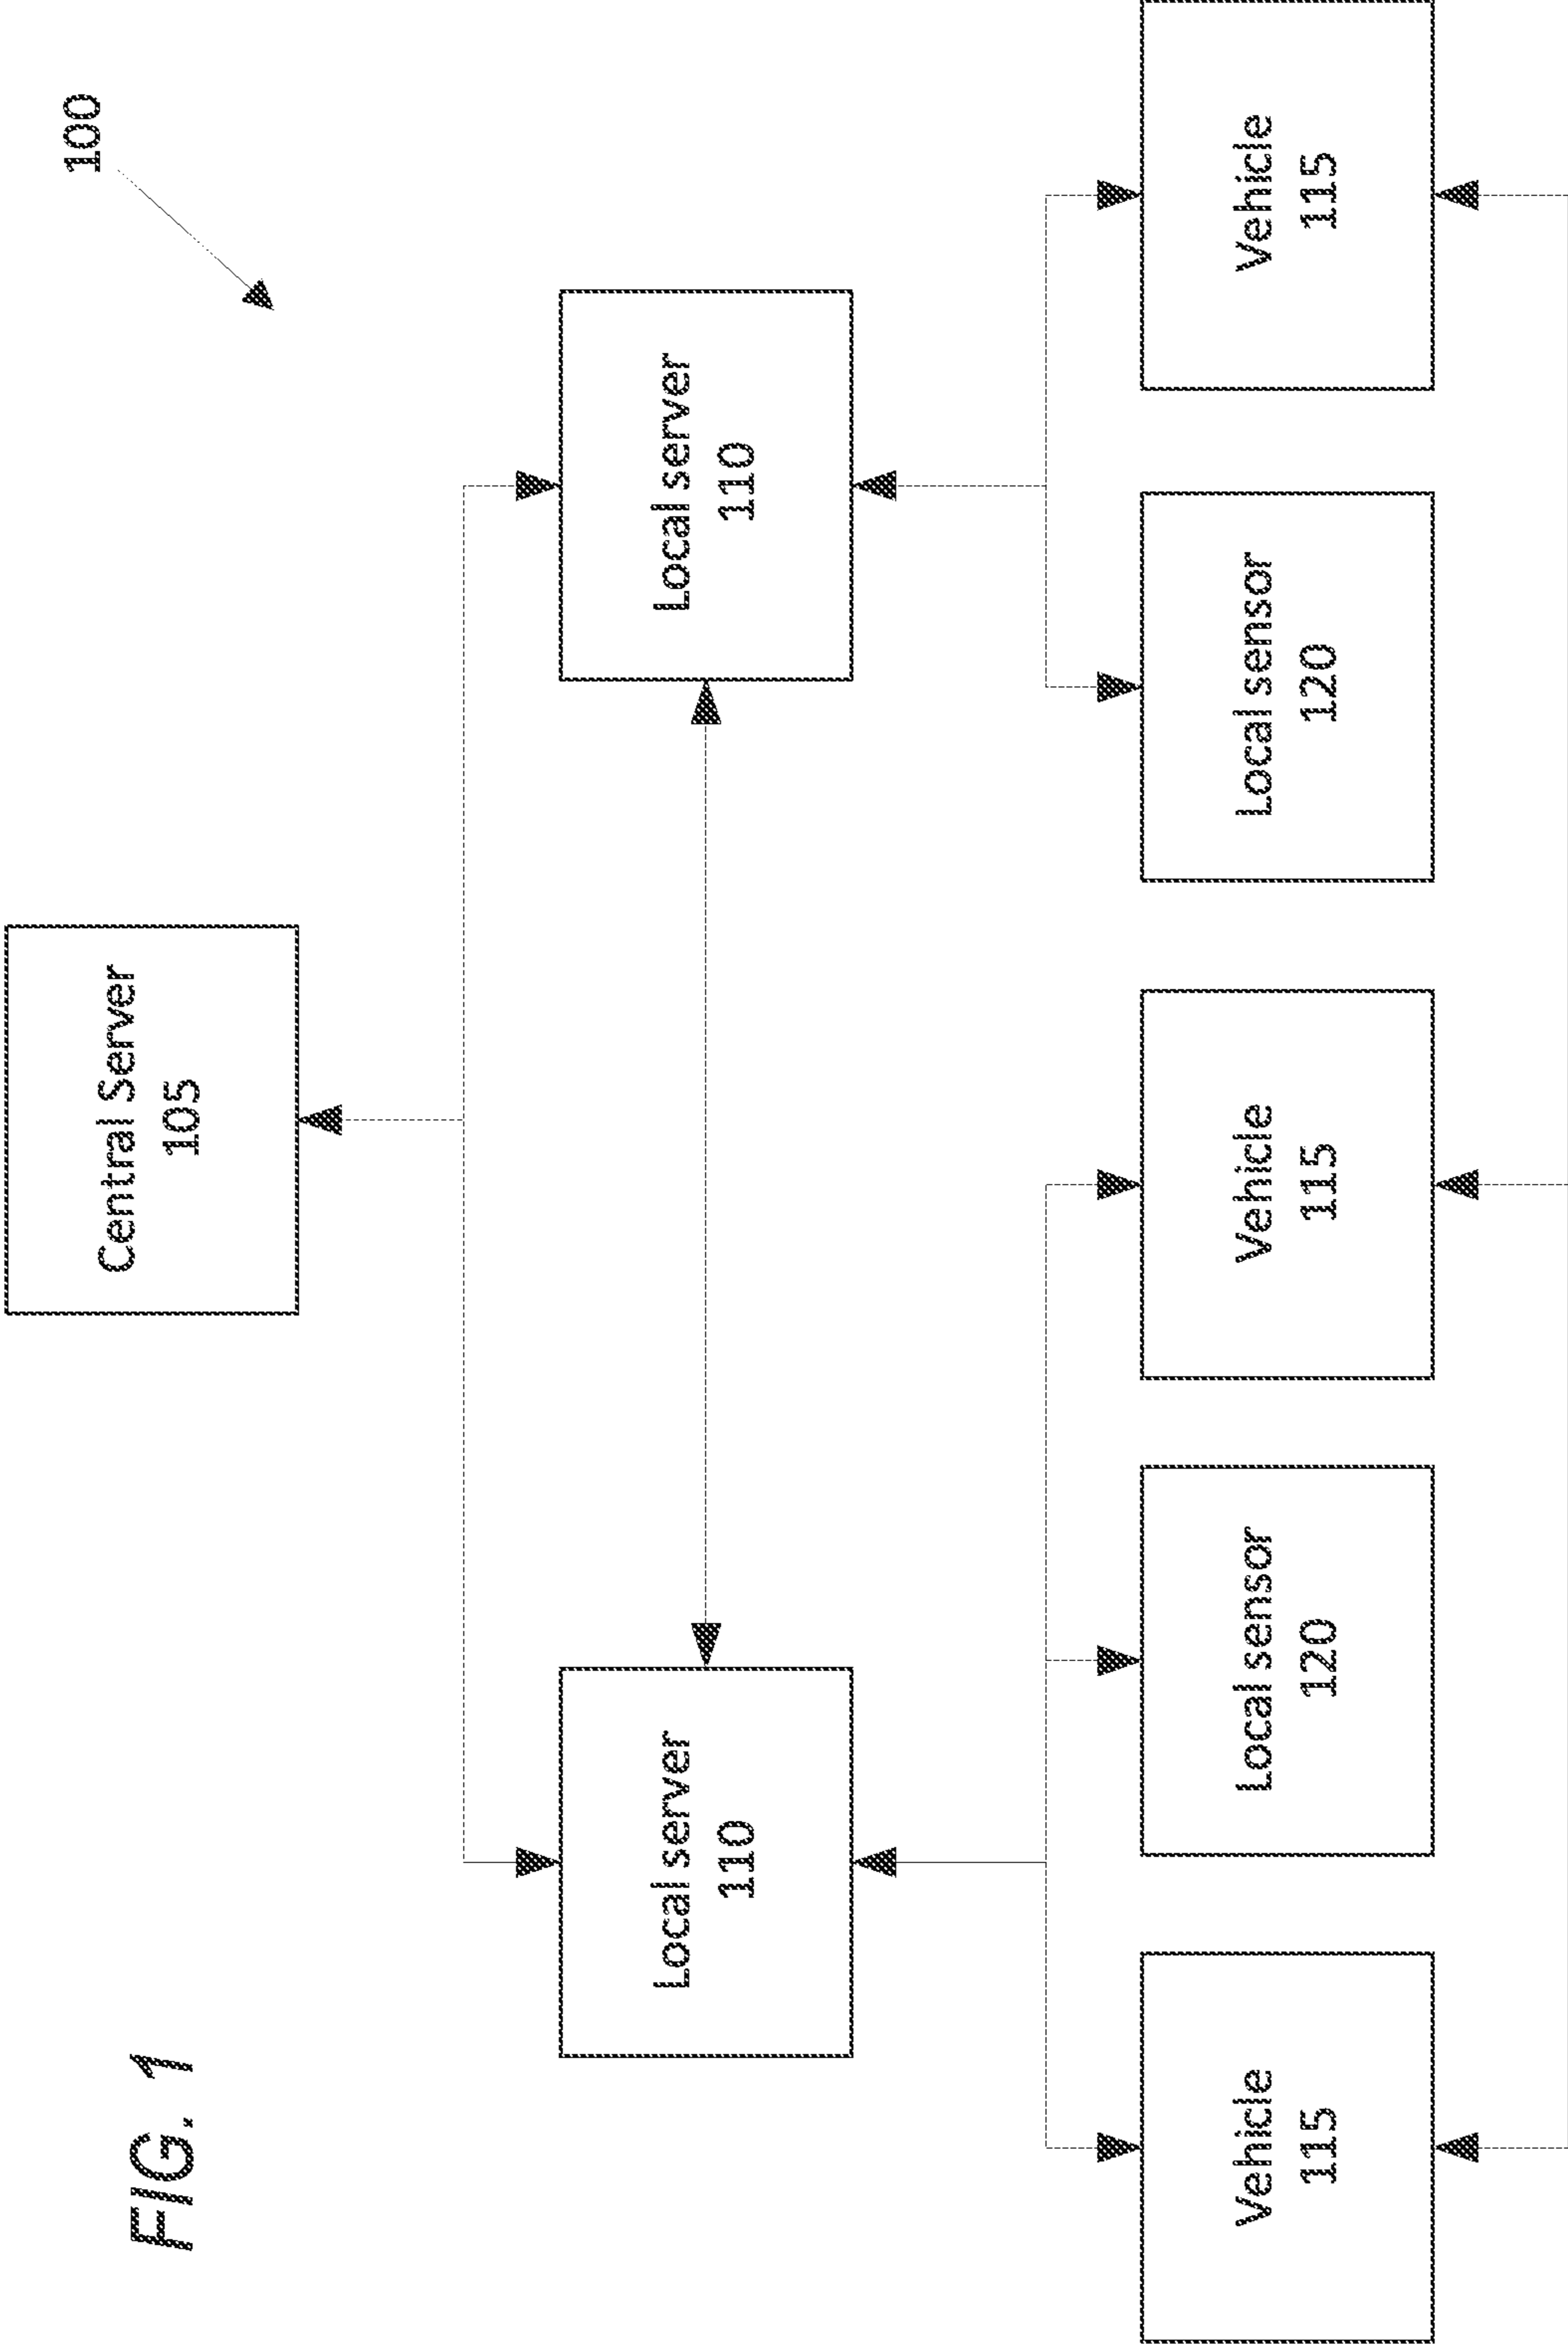 FIG. 1
100
Central Server
105
Local server
110
Local server
110
Vehicle
115
Local sensor
120
Vehicle
115
Local sensor
120
Vehicle
115